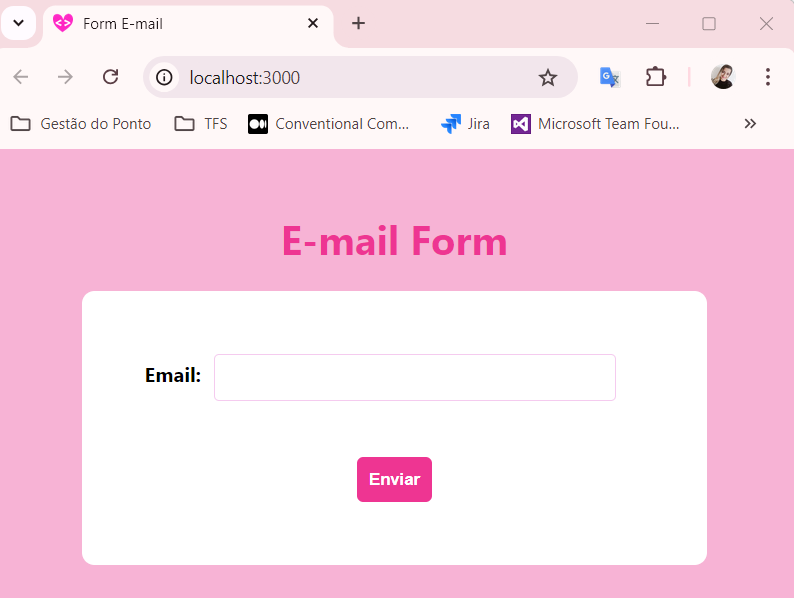 Form E-mail
localhost:3000
Gestão do Ponto TFS Conventional Com... Jira Microsoft Team Fou...
E-mail Form
Email:
Enviar